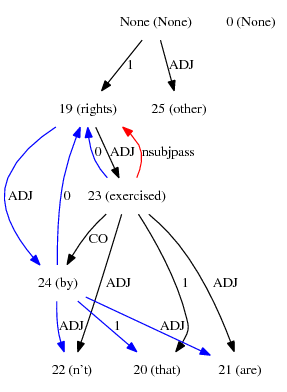 None (None) 0 (None)
1 ADJ
19 (rights) 25 (other)
0 ADJ nsubjpass
ADJ 0 23 (exercised)
CO
24 (by) ADJ 1 ADJ
ADJ 1 ADJ
22 (n't) 20 (that) 21 (are)